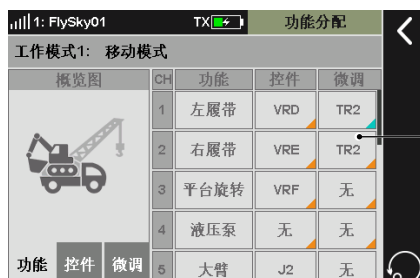 1: FlySky01 TX 功能分配
工作模式1: 移动模式
概览图 CH 功能 控件 微调
1 左履带 VRD TR2
2 右履带 VRE TR2
3 平台旋转 VRF 无
4 液压泵 无 无
5 大臂 J2 无
功能 控件 微调